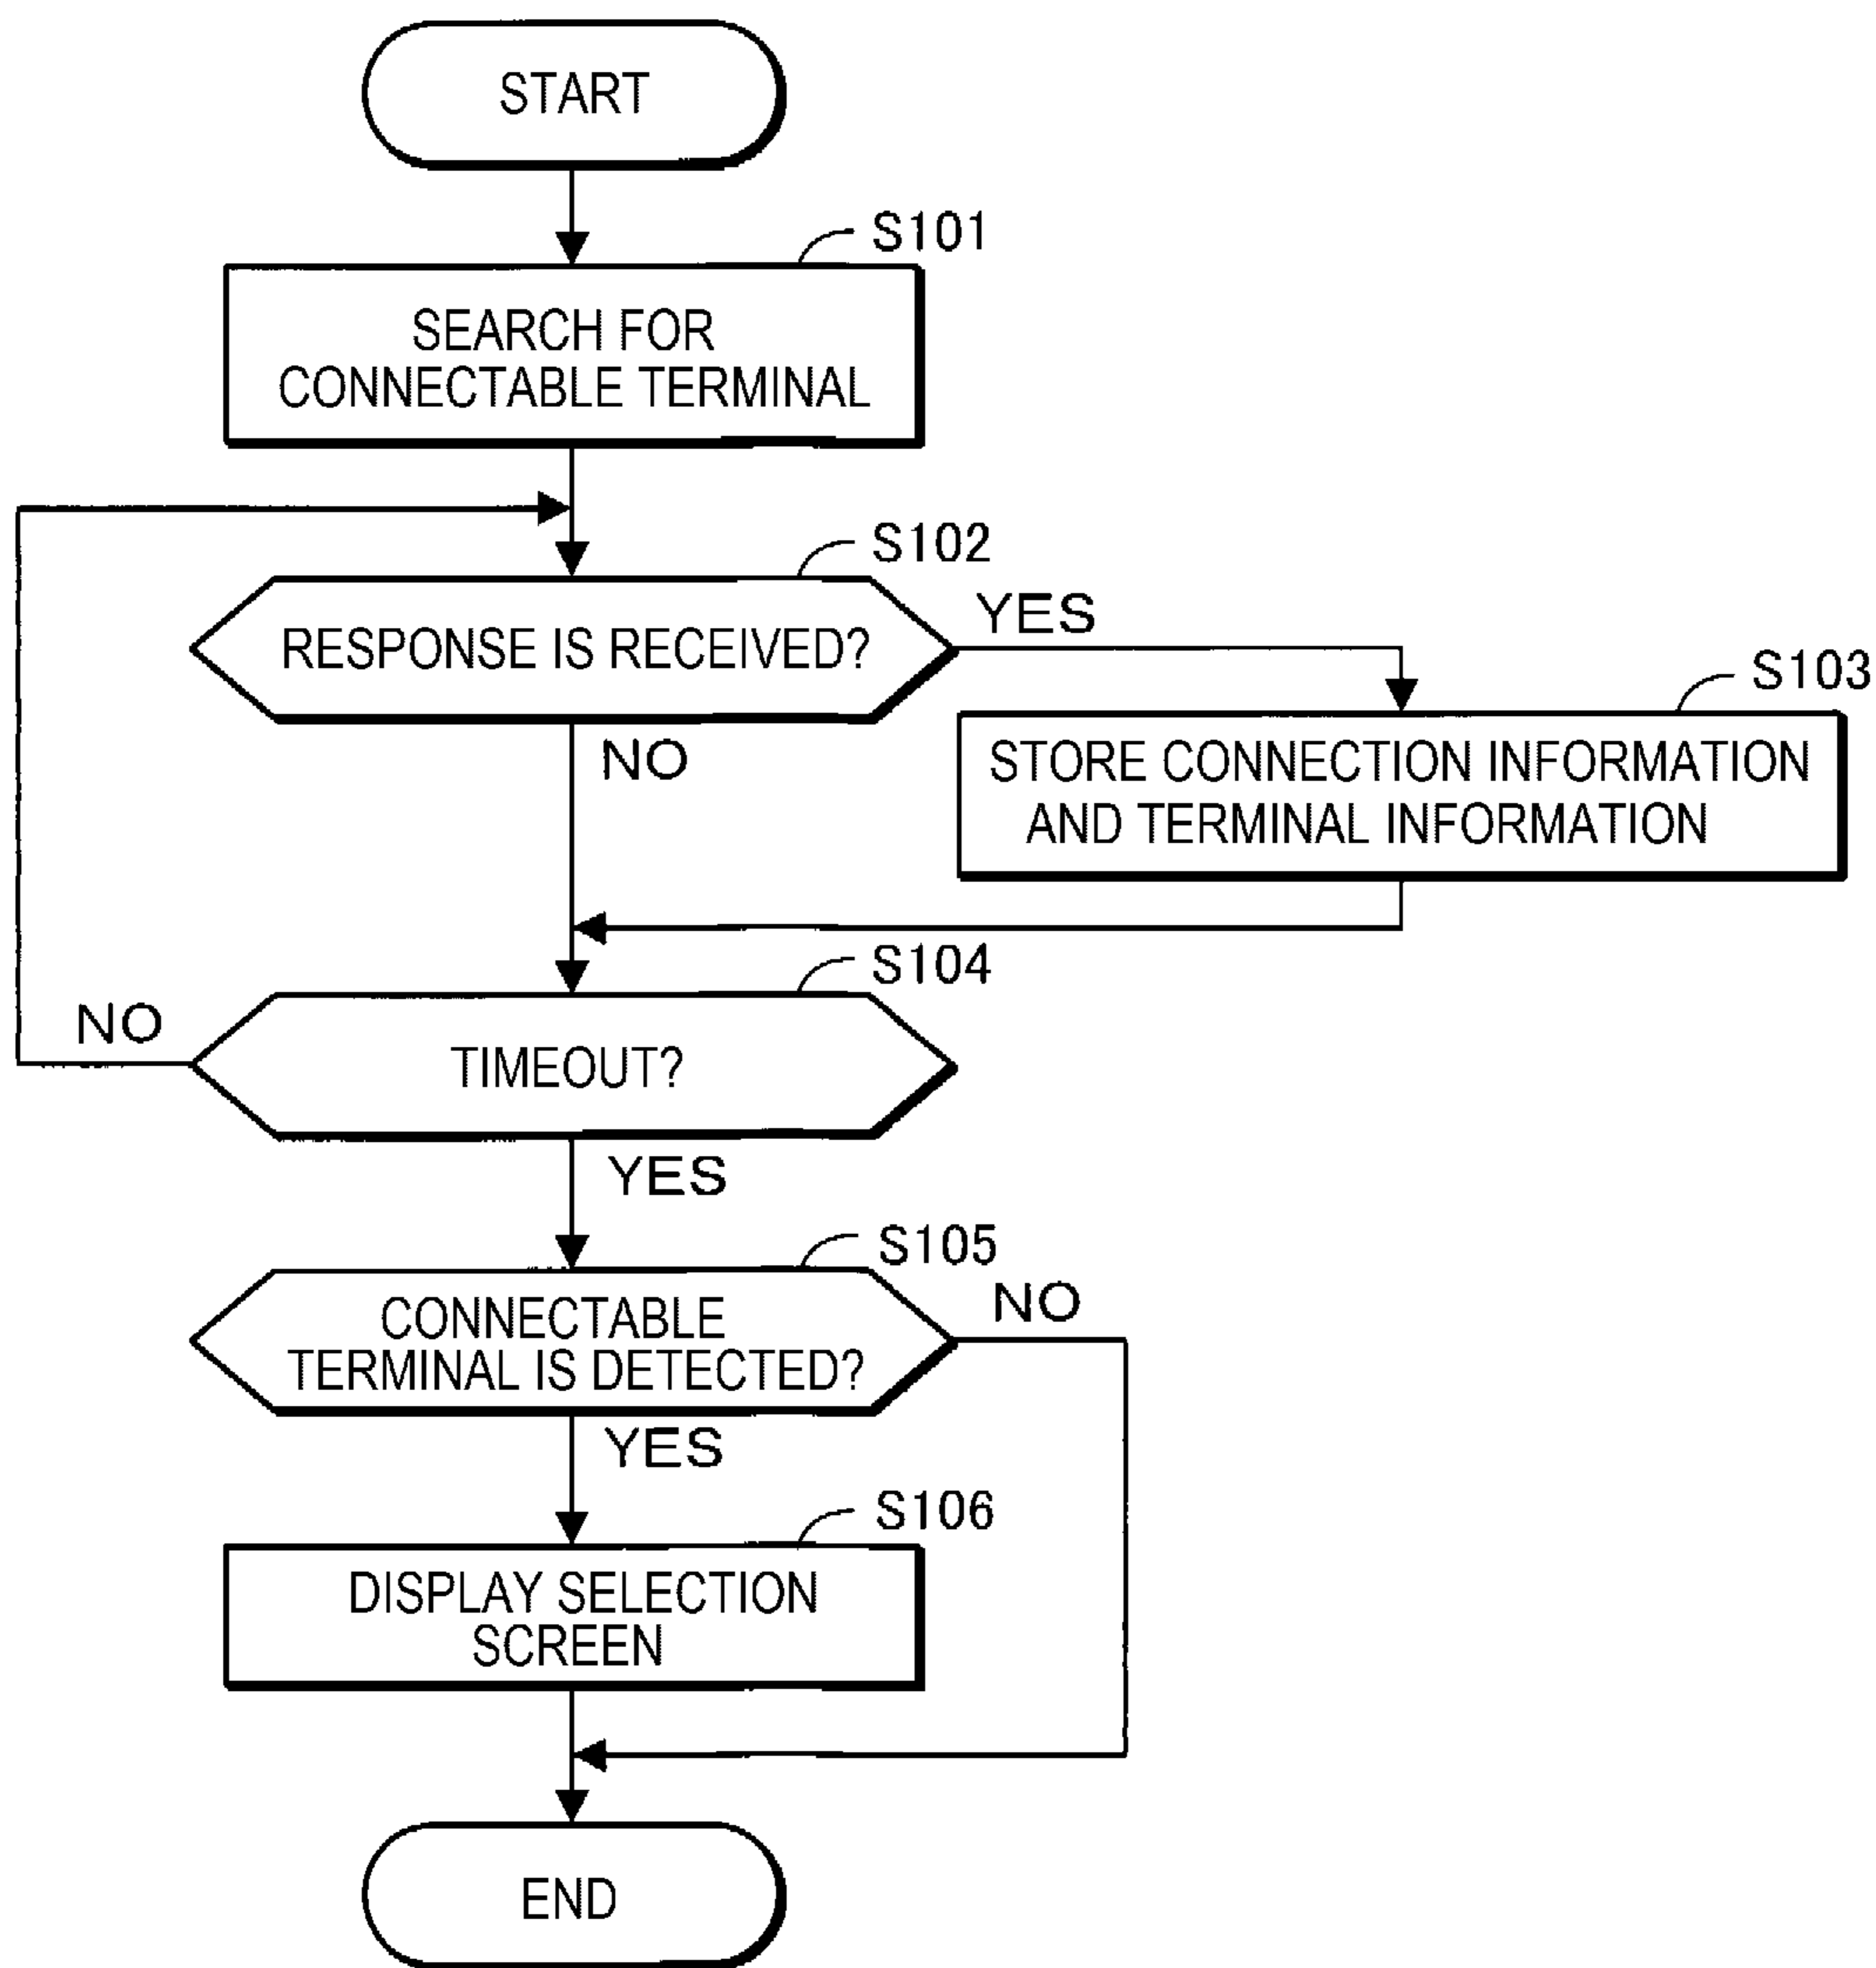 START
S101
SEARCH FOR
CONNECTABLE TERMINAL
S102
RESPONSE IS RECEIVED?
YES
NO
S103
STORE CONNECTION INFORMATION
AND TERMINAL INFORMATION
S104
TIMEOUT?
NO
YES
S105
CONNECTABLE
TERMINAL IS DETECTED?
NO
YES
S106
DISPLAY SELECTION
SCREEN
END